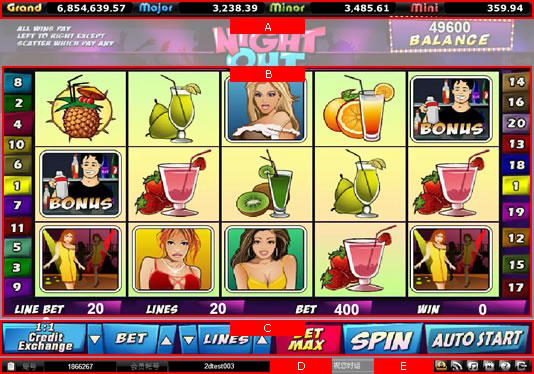 Grand 6,854,639.57 Major 3,238.39 Minor 3,485.61 Mini 359.94
A
ALL WINS PAY
LEFT TO RIGHT EXCEPT
SCATTER WHICH PAY ANY
NIGHT
OUT
49600
BALANCE
B
8
2
4
10
6
1
7
11
5
3
9
14
16
20
13
18
1
19
12
15
17
BONUS
BONUS
LINE BET 20 LINES 20 BET 400 WIN 0
C
1:1
Credit
Exchange
BET
LINES
BET
MAX
SPIN
AUTO START
1866267
会员帐号
2dtest003
D
E